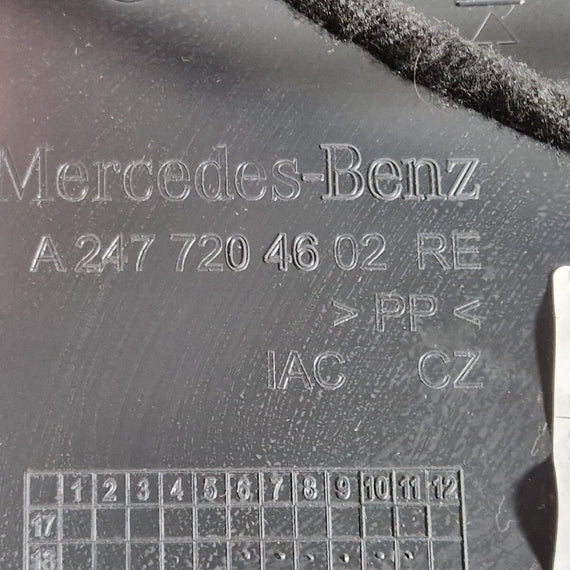 Mercedes-Benz
A 247 720 46 02 RE
> PP <
IAC CZ
1 2 3 4 5 6 7 8 9 10 11 12
17
18